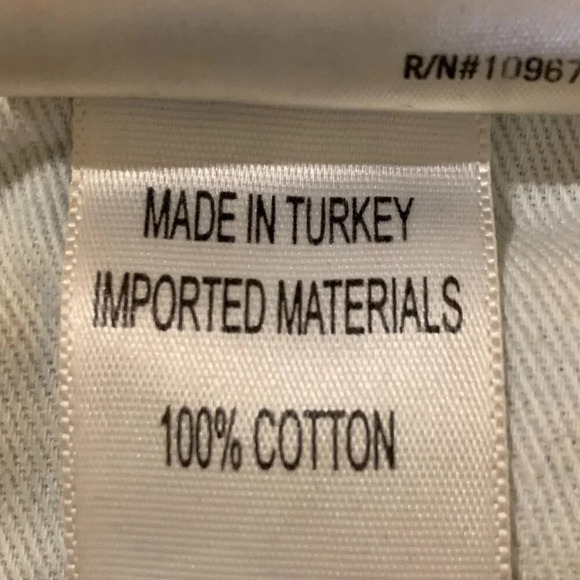 R/N#10967
MADE IN TURKEY
IMPORTED MATERIALS
100% COTTON